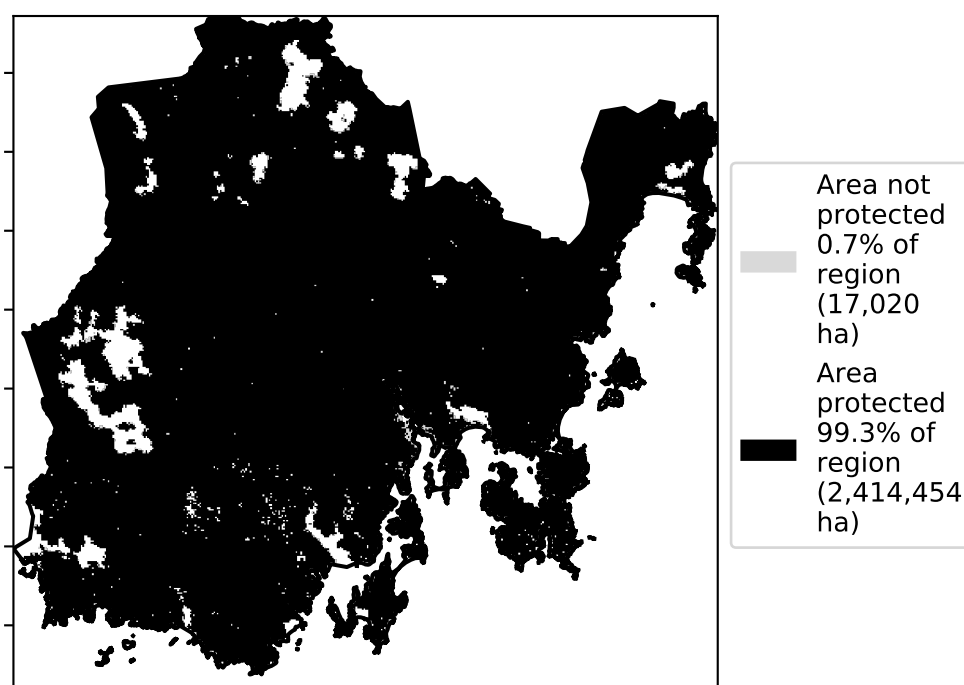 Area not
protected
0.7% of
region
(17,020
ha)
Area
protected
99.3% of
region
(2,414,454
ha)